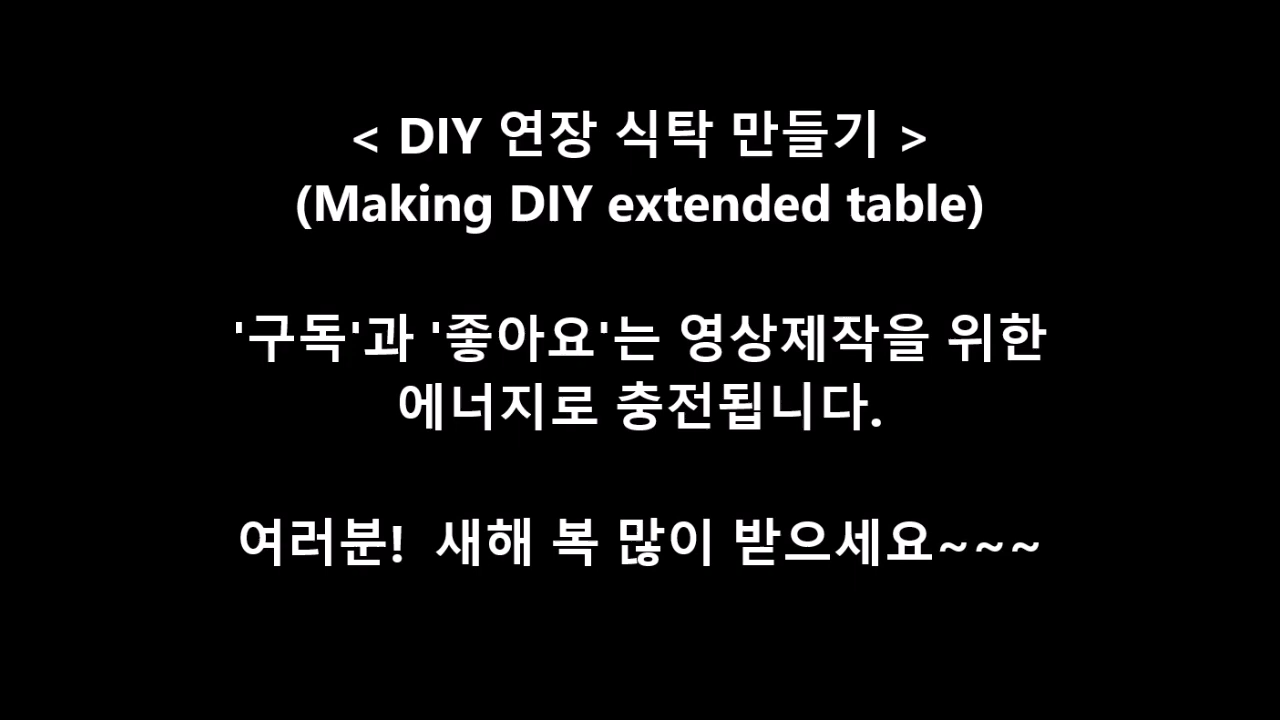 < DIY 연장 식탁 만들기 >
(Making DIY extended table)
'구독'과 '좋아요'는 영상제작을 위한
에너지로 충전됩니다.
여러분!  새해 복 많이 받으세요~~~